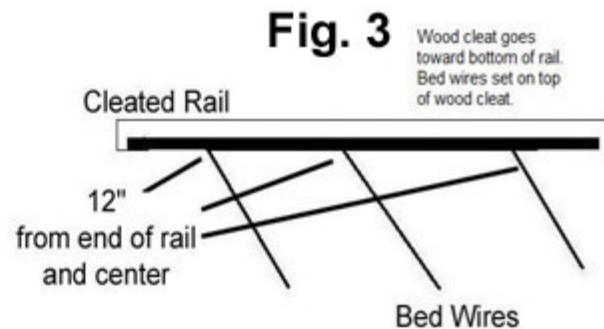 Fig. 3
Wood cleat goes
toward bottom of rail.
Bed wires set on top
of wood cleat.
Cleated Rail
12"
from end of rail
and center
Bed Wires